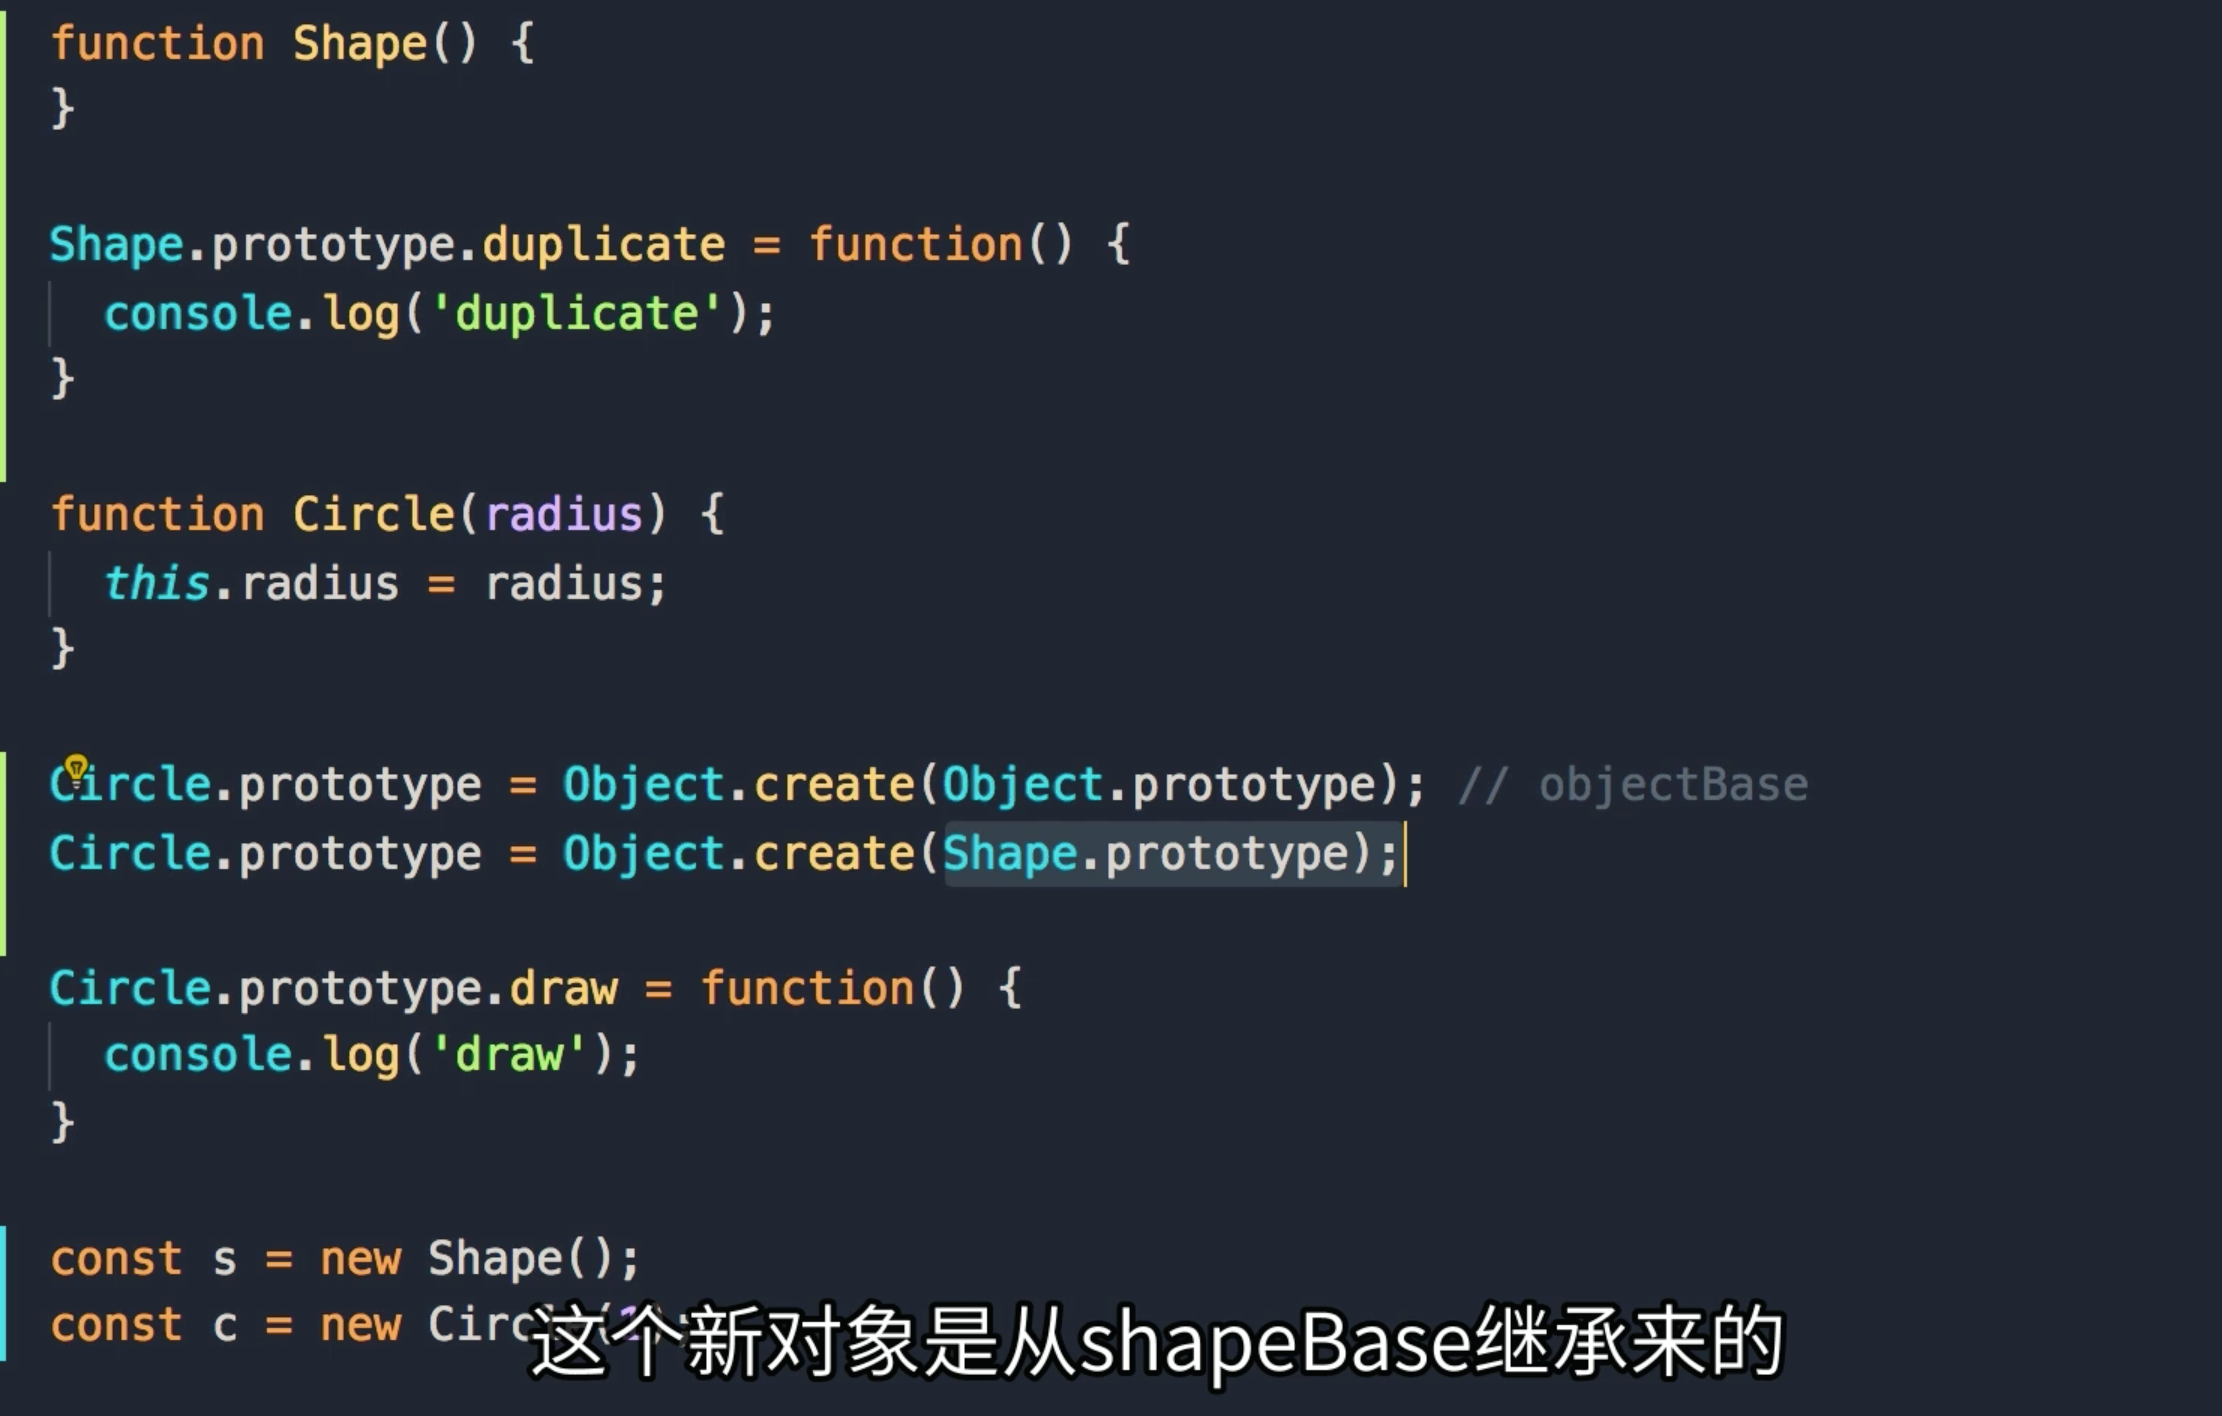 function Shape() {
}
Shape.prototype.duplicate = function() {
  console.log('duplicate');
}
function Circle(radius) {
  this.radius = radius;
}
Circle.prototype = Object.create(Object.prototype); // objectBase
Circle.prototype = Object.create(Shape.prototype);
Circle.prototype.draw = function() {
  console.log('draw');
}
const s = new Shape();
const c = new Circle(1);
这个新对象是从shapeBase继承来的